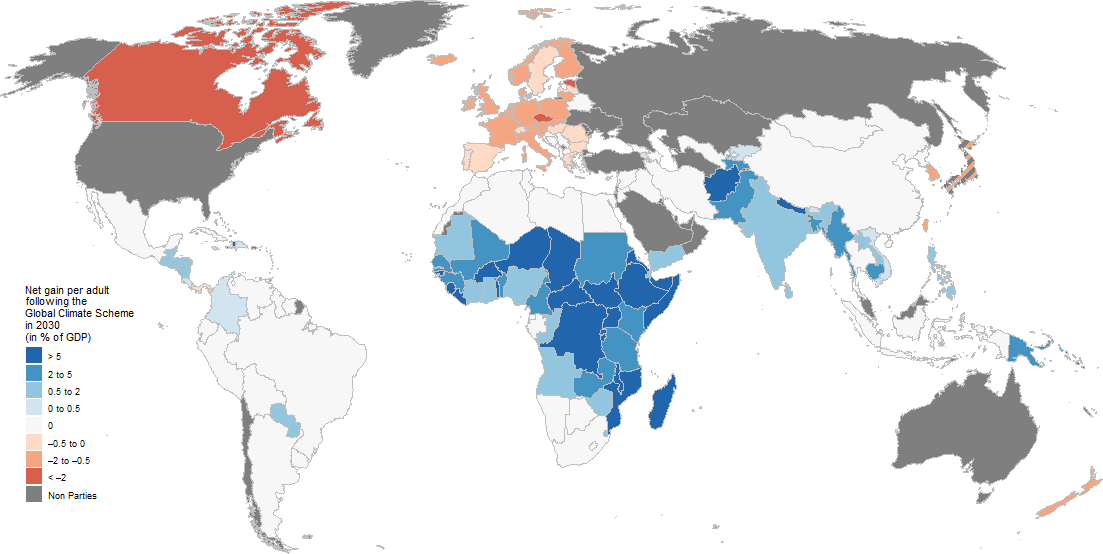 Net gain per adult
following the
Global Climate Scheme
in 2030
(in % of GDP)
> 5
2 to 5
0.5 to 2
0 to 0.5
0
–0.5 to 0
–2 to –0.5
< –2
Non Parties